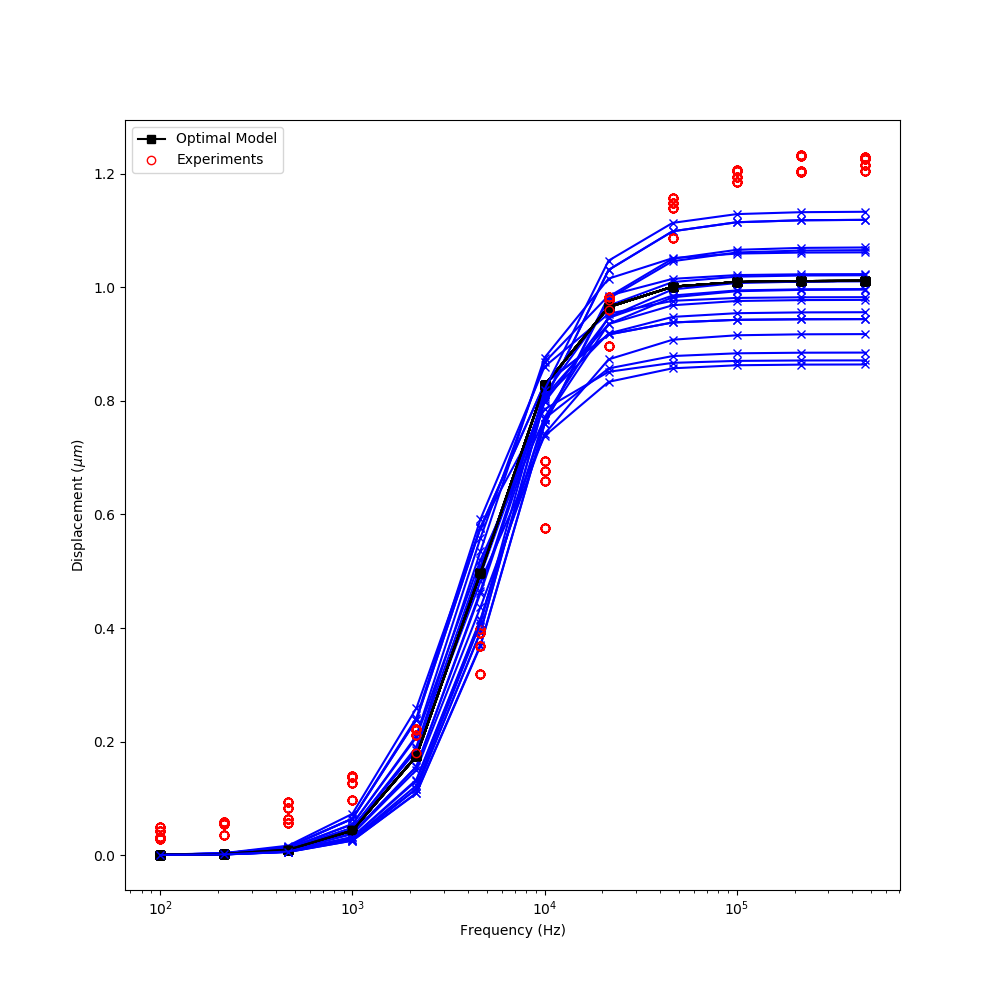 Optimal Model
Experiments
1.2
1.0
0.8
0.6
0.4
0.2
0.0
Displacement (μm)
10² 10³ 10⁴ 10⁵
Frequency (Hz)